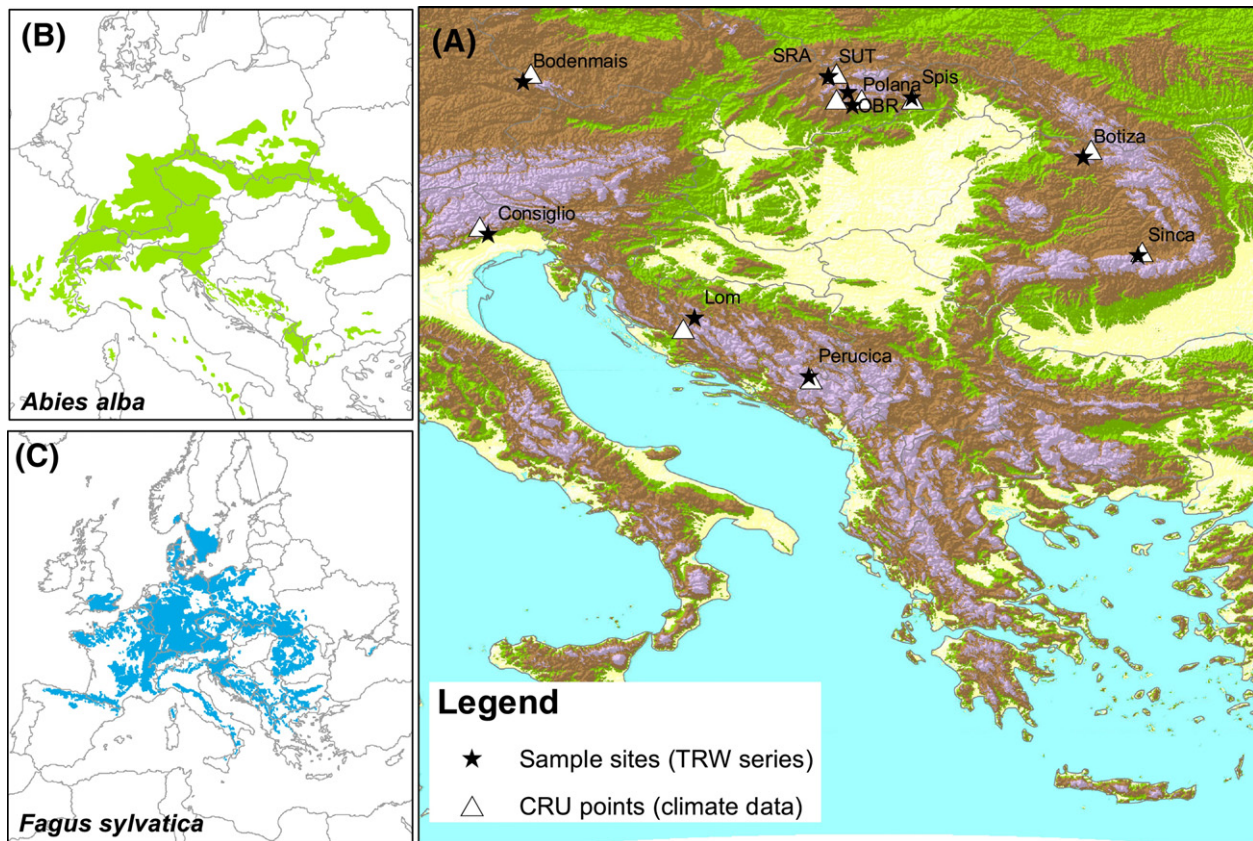 (B)
Abies alba
(C)
Fagus sylvatica
(A)
Bodenmais
SRA
SUT
Polana
Spis
OBR
Botiza
Consiglio
Sinca
Lom
Perucica
Legend
Sample sites (TRW series)
CRU points (climate data)